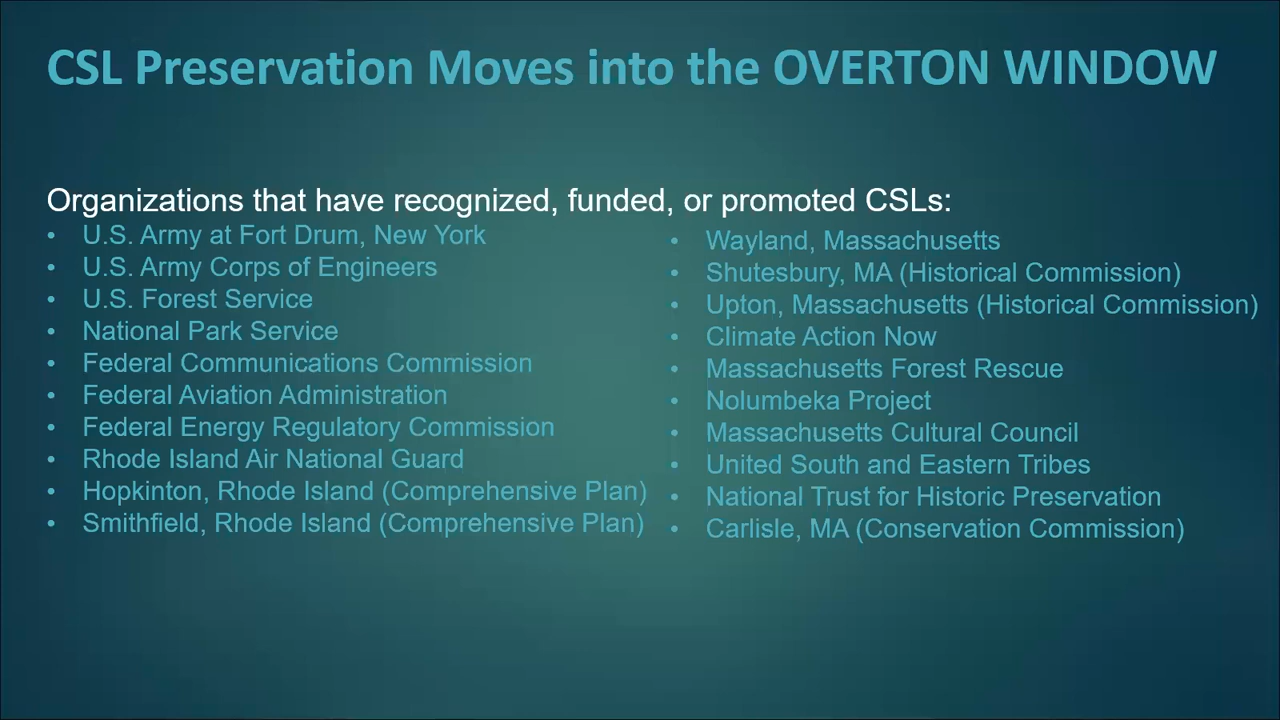 CSL Preservation Moves into the OVERTON WINDOW
Organizations that have recognized, funded, or promoted CSLs:
• U.S. Army at Fort Drum, New York
• U.S. Army Corps of Engineers
• U.S. Forest Service
• National Park Service
• Federal Communications Commission
• Federal Aviation Administration
• Federal Energy Regulatory Commission
• Rhode Island Air National Guard
• Hopkinton, Rhode Island (Comprehensive Plan)
• Smithfield, Rhode Island (Comprehensive Plan)
• Wayland, Massachusetts
• Shutesbury, MA (Historical Commission)
• Upton, Massachusetts (Historical Commission)
• Climate Action Now
• Massachusetts Forest Rescue
• Nolumbeka Project
• Massachusetts Cultural Council
• United South and Eastern Tribes
• National Trust for Historic Preservation
• Carlisle, MA (Conservation Commission)